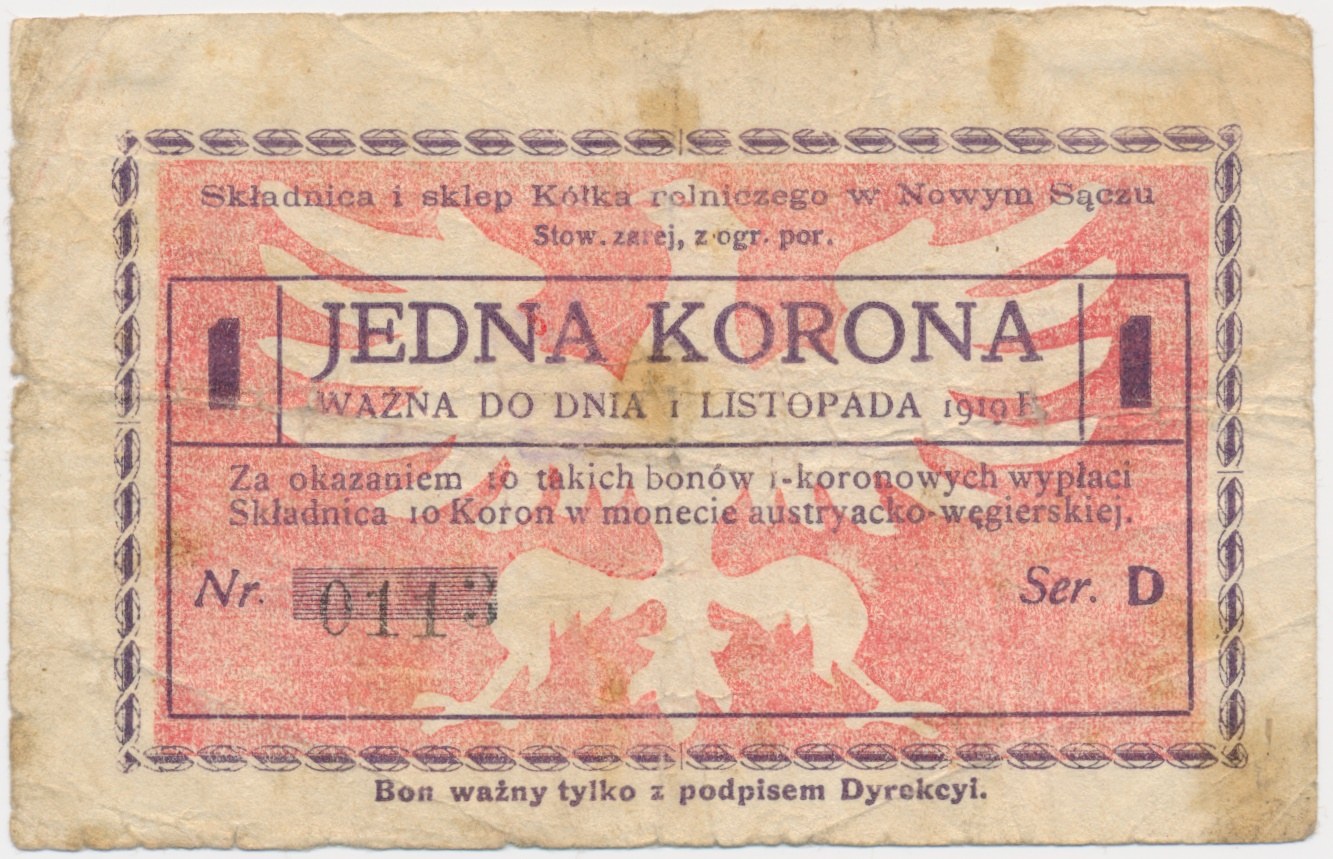 Składnica i sklep Kółka rolniczego w Nowym Sączu
Stow. zarej, z ogr. por.
1 JEDNA KORONA 1
WAŻNA DO DNIA 1 LISTOPADA 1919 R.
Za okazaniem 10 takich bonów 1-koronowych wypłaci
Składnica 10 Koron w monecie austryacko-węgierskiej.
Nr. 0113 Ser. D
Bon ważny tylko z podpisem Dyrekcyi.